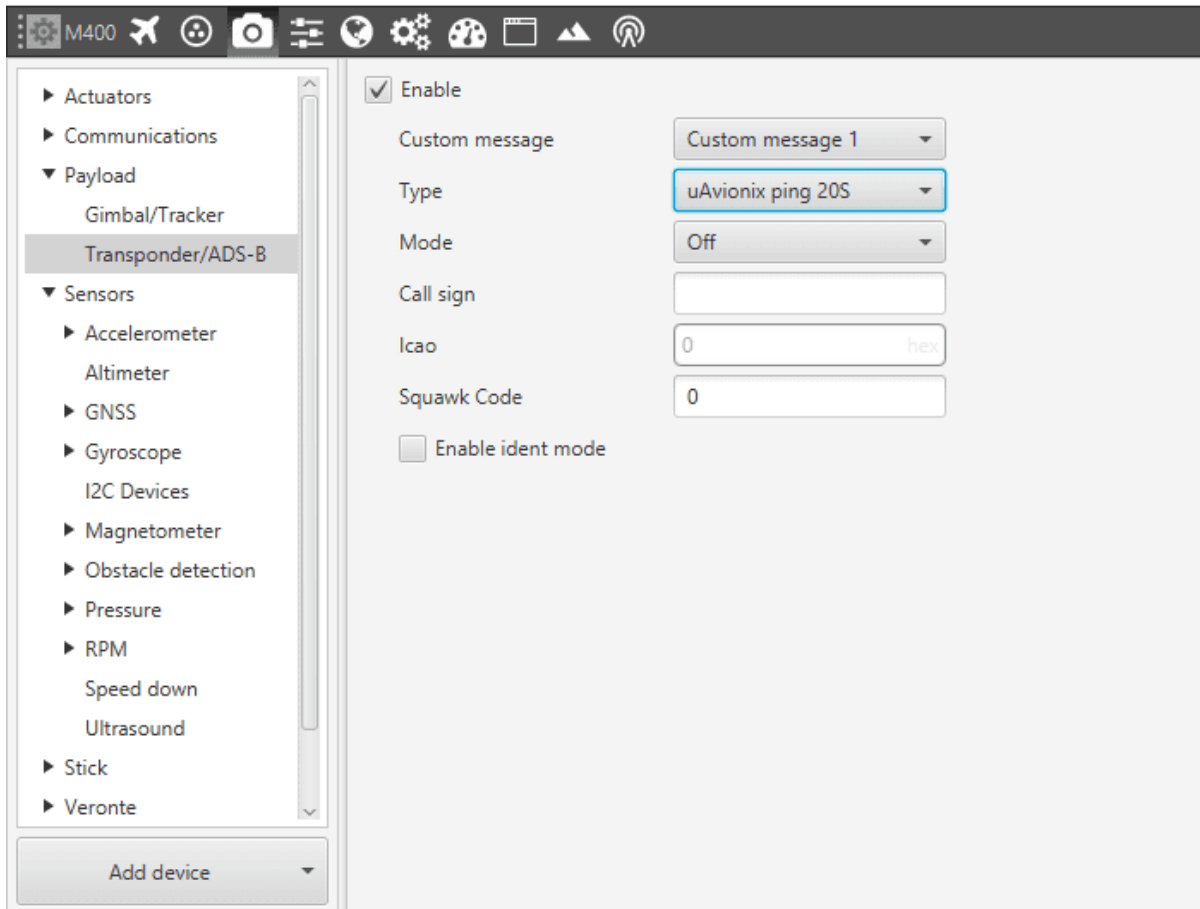 M400
Actuators
Communications
Payload
Gimbal/Tracker
Transponder/ADS-B
Sensors
Accelerometer
Altimeter
GNSS
Gyroscope
I2C Devices
Magnetometer
Obstacle detection
Pressure
RPM
Speed down
Ultrasound
Stick
Veronte
Add device
Enable
Custom message Custom message 1
Type uAvionix ping 20S
Mode Off
Call sign
Icao 0 hex
Squawk Code 0
Enable ident mode